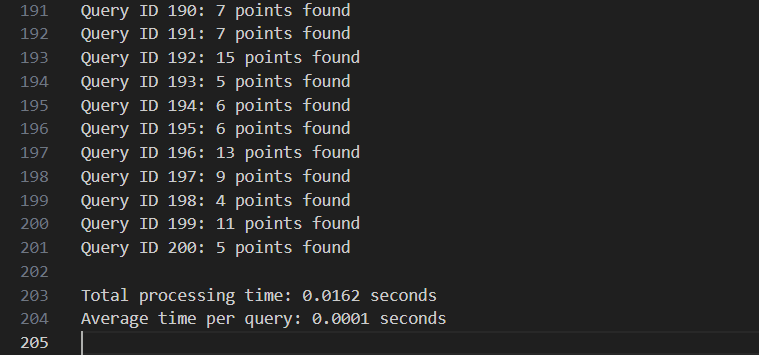 191 Query ID 190: 7 points found
192 Query ID 191: 7 points found
193 Query ID 192: 15 points found
194 Query ID 193: 5 points found
195 Query ID 194: 6 points found
196 Query ID 195: 6 points found
197 Query ID 196: 13 points found
198 Query ID 197: 9 points found
199 Query ID 198: 4 points found
200 Query ID 199: 11 points found
201 Query ID 200: 5 points found
202
203 Total processing time: 0.0162 seconds
204 Average time per query: 0.0001 seconds
205